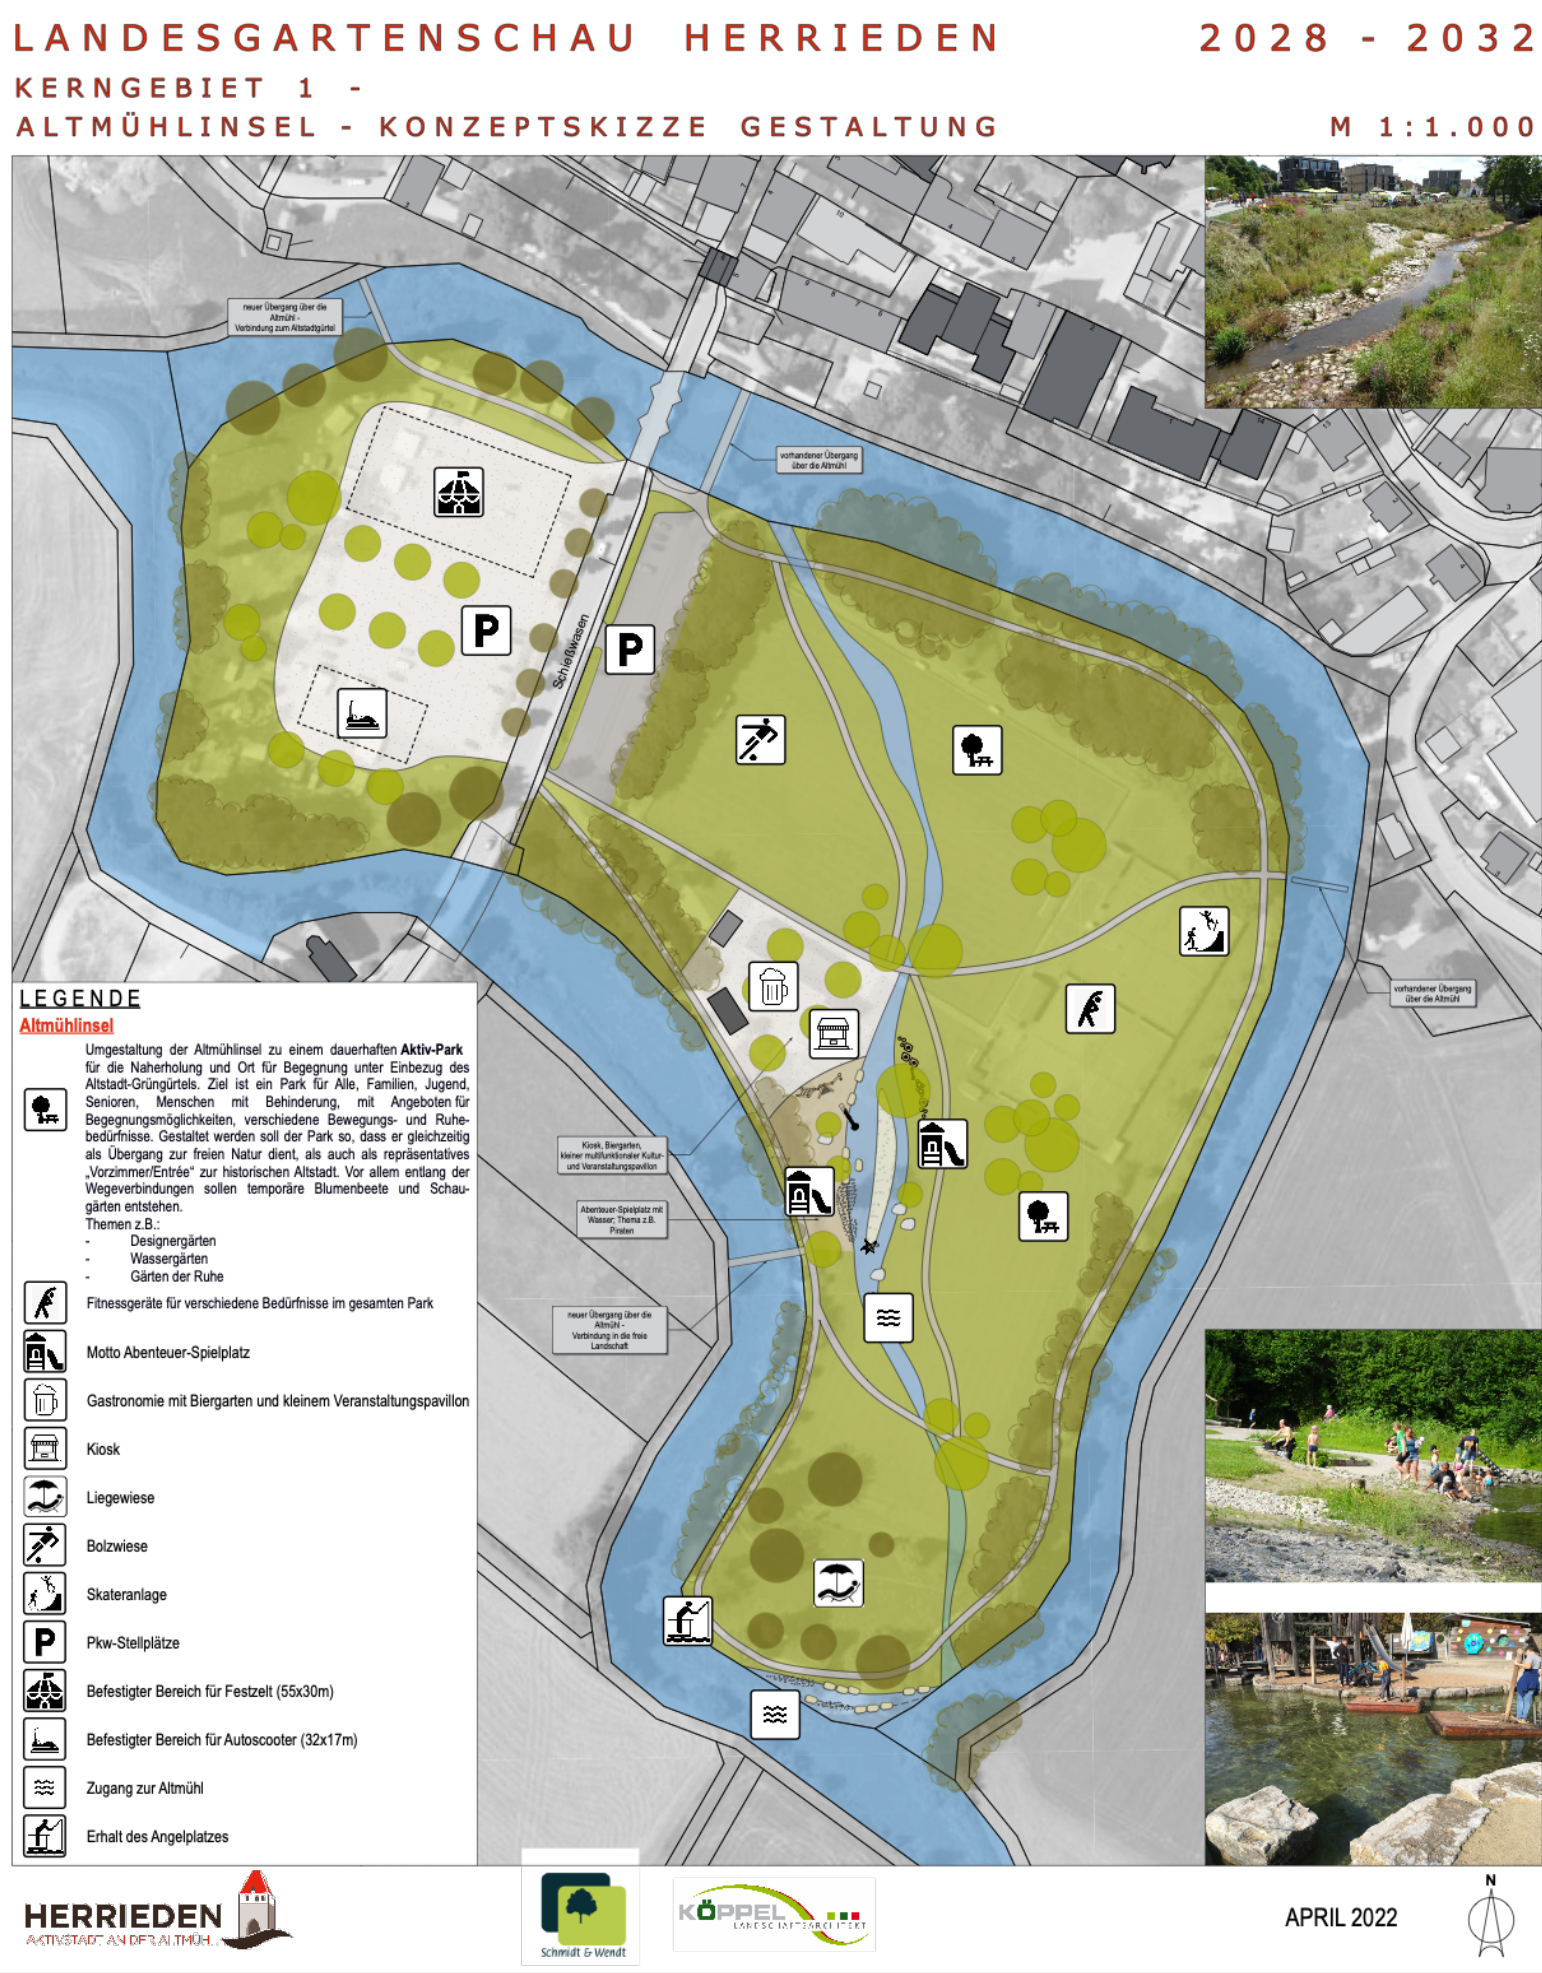 LANDESGARTENSCHAU HERRIEDEN 2028 - 2032
KERNGEBIET 1 -
ALTMÜHLINSEL - KONZEPTSKIZZE GESTALTUNG M 1:1.000
neuer Übergang über die
Altmühl -
Verbindung zum Altstadtgürtel
vorhandener Übergang
über die Altmühl
P
P
Schießwasen
vorhandener Übergang
über die Altmühl
Kiosk, Biergarten,
kleiner multifunktionaler Kultur-
und Veranstaltungspavillon
Abenteuer-Spielplatz mit
Wasser; Thema z.B.
Piraten
neuer Übergang über die
Altmühl -
Verbindung in die freie
Landschaft
LEGENDE
Altmühlinsel
Umgestaltung der Altmühlinsel zu einem dauerhaften Aktiv-Park
für die Naherholung und Ort für Begegnung unter Einbezug des
Altstadt-Grüngürtels. Ziel ist ein Park für Alle, Familien, Jugend,
Senioren, Menschen mit Behinderung, mit Angeboten für
Begegnungsmöglichkeiten, verschiedene Bewegungs- und Ruhe-
bedürfnisse. Gestaltet werden soll der Park so, dass er gleichzeitig
als Übergang zur freien Natur dient, als auch als repräsentatives
„Vorzimmer/Entrée“ zur historischen Altstadt. Vor allem entlang der
Wegeverbindungen sollen temporäre Blumenbeete und Schau-
gärten entstehen.
Themen z.B.:
- Designergärten
- Wassergärten
- Gärten der Ruhe
Fitnessgeräte für verschiedene Bedürfnisse im gesamten Park
Motto Abenteuer-Spielplatz
Gastronomie mit Biergarten und kleinem Veranstaltungspavillon
Kiosk
Liegewiese
Bolzwiese
Skateranlage
P Pkw-Stellplätze
Befestigter Bereich für Festzelt (55x30m)
Befestigter Bereich für Autoscooter (32x17m)
Zugang zur Altmühl
Erhalt des Angelplatzes
HERRIEDEN
AKTIVSTADT AN DER ALTMÜHL
Schmidt & Wendt
KÖPPEL
LANDSCHAFTSARCHITEKT
APRIL 2022
N